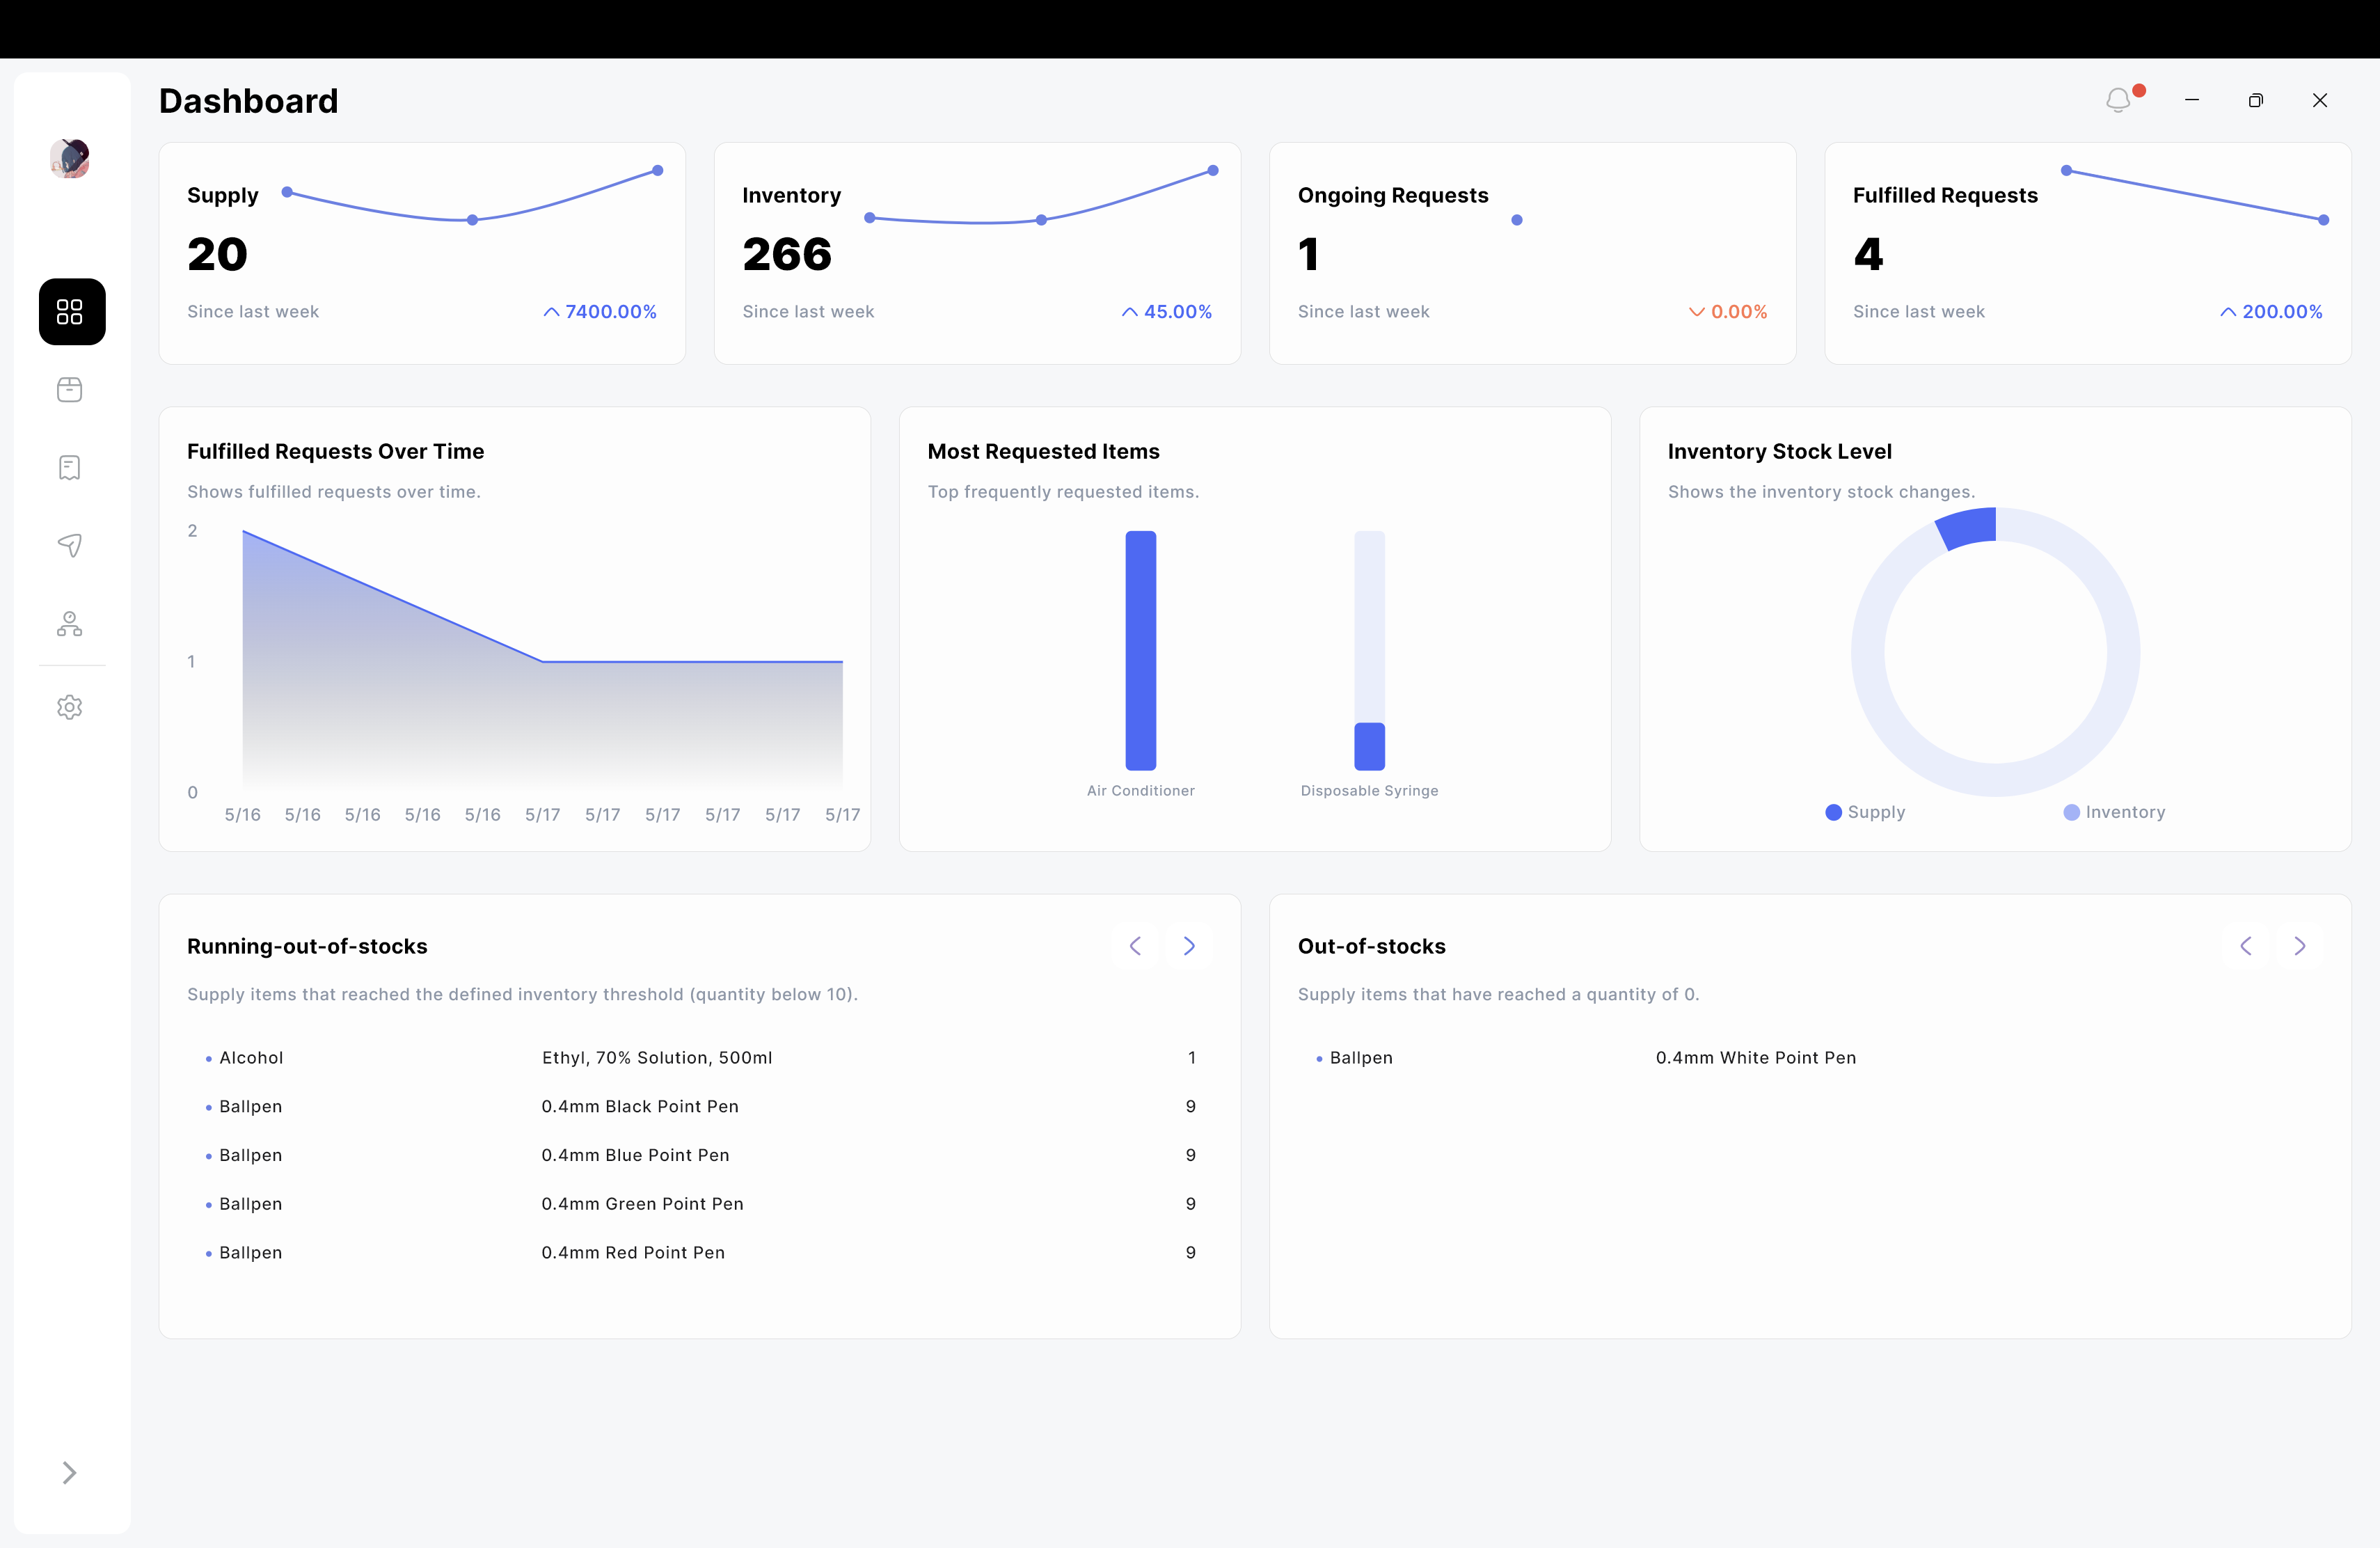 Dashboard
Supply
20
Since last week
7400.00%
Inventory
266
Since last week
45.00%
Ongoing Requests
1
Since last week
0.00%
Fulfilled Requests
4
Since last week
200.00%
Fulfilled Requests Over Time
Shows fulfilled requests over time.
2
1
0
5/16 5/16 5/16 5/16 5/16 5/17 5/17 5/17 5/17 5/17 5/17
Most Requested Items
Top frequently requested items.
Air Conditioner
Disposable Syringe
Inventory Stock Level
Shows the inventory stock changes.
Supply
Inventory
Running-out-of-stocks
Supply items that reached the defined inventory threshold (quantity below 10).
Alcohol Ethyl, 70% Solution, 500ml 1
Ballpen 0.4mm Black Point Pen 9
Ballpen 0.4mm Blue Point Pen 9
Ballpen 0.4mm Green Point Pen 9
Ballpen 0.4mm Red Point Pen 9
Out-of-stocks
Supply items that have reached a quantity of 0.
Ballpen 0.4mm White Point Pen